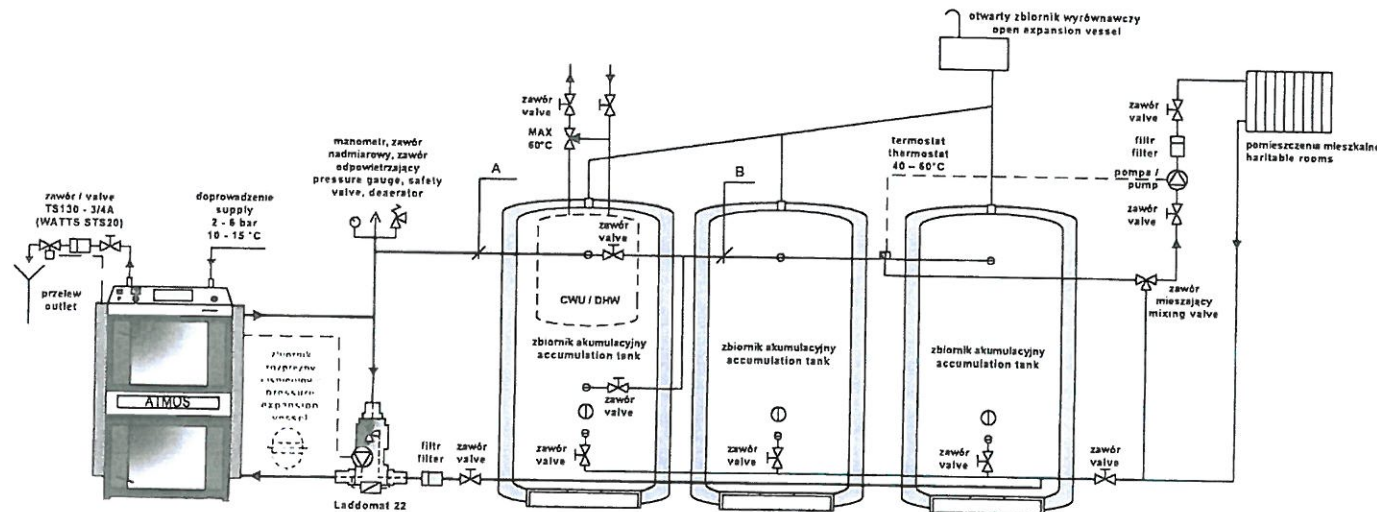 otwarty zbiornik wyrównawczy
open expansion vessel
zawór
valve
MAX
60°C
manometr, zawór
nadmiarowy, zawór
odpowietrzający
pressure gauge, safety
valve, deaerator
A
B
termostat
thermostat
40 – 60°C
zawór
valve
filtr
filter
pompa /
pump
zawór
valve
pomieszczenia mieszkalne
haritable rooms
zawór / valve
TS130 - 3/4A
(WATTS STS20)
doprowadzenie
supply
2 - 6 bar
10 - 15 °C
przelew
outlet
zawór
valve
CWU / DHW
zawór
mieszający
mixing valve
zbiornik akumulacyjny
accumulation tank
zbiornik akumulacyjny
accumulation tank
zbiornik akumulacyjny
accumulation tank
zbiornik
ciśnieniowy
pressure
expansion
vessel
ATMOS
zawór
valve
filtr
filter
zawór
valve
zawór
valve
zawór
valve
zawór
valve
zawór
valve
Laddomat 22